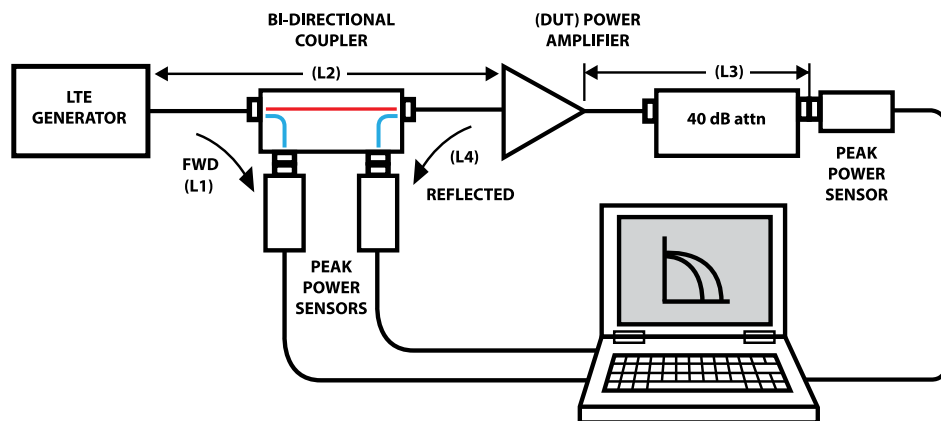 BI-DIRECTIONAL
COUPLER
(DUT) POWER
AMPLIFIER
(L2)
(L3)
LTE
GENERATOR
40 dB attn
FWD
(L1)
(L4)
REFLECTED
PEAK
POWER
SENSOR
PEAK
POWER
SENSORS